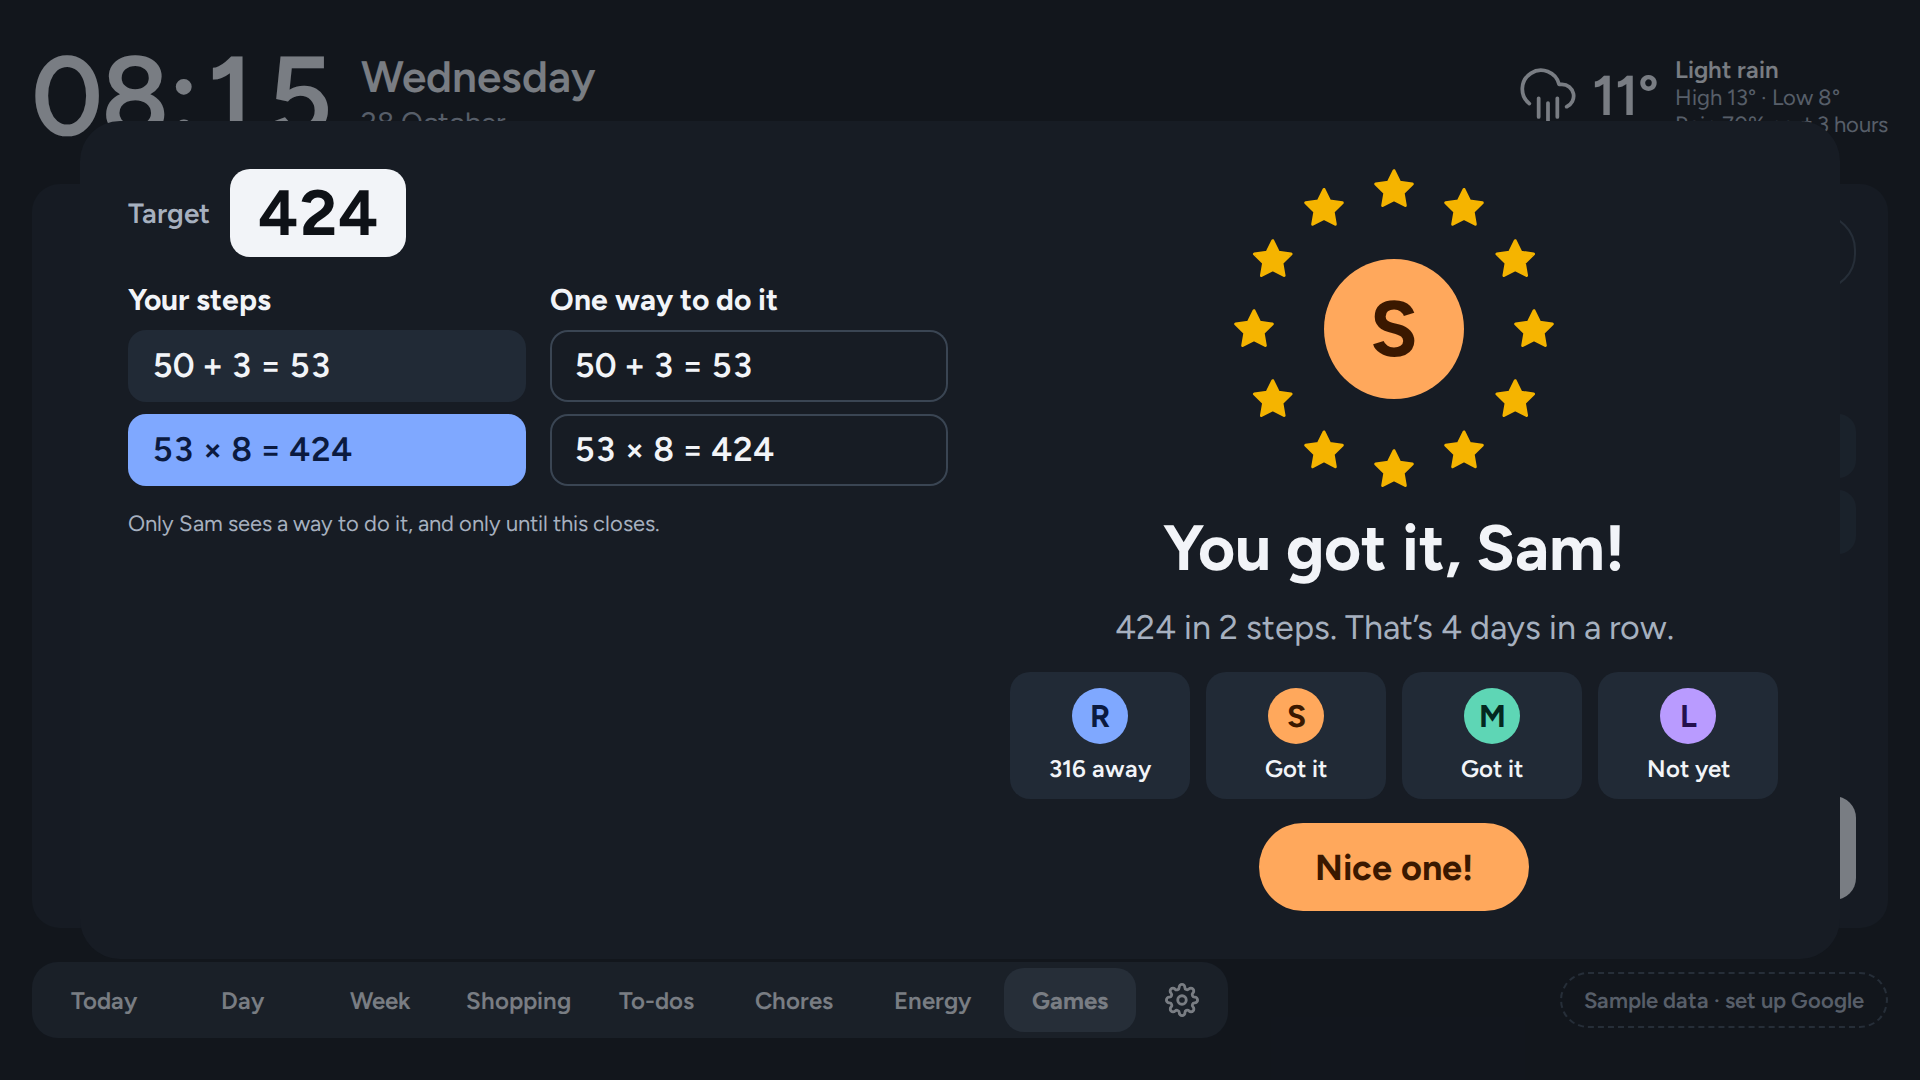 08:15
Wednesday
28 October
Light rain
11°
High 13° · Low 8°
3 hours
Target
424
Your steps
50 + 3 = 53
53 × 8 = 424
One way to do it
50 + 3 = 53
53 × 8 = 424
Only Sam sees a way to do it, and only until this closes.
S
You got it, Sam!
424 in 2 steps. That’s 4 days in a row.
R
316 away
S
Got it
M
Got it
L
Not yet
Nice one!
Today
Day
Week
Shopping
To-dos
Chores
Energy
Games
Sample data · set up Google